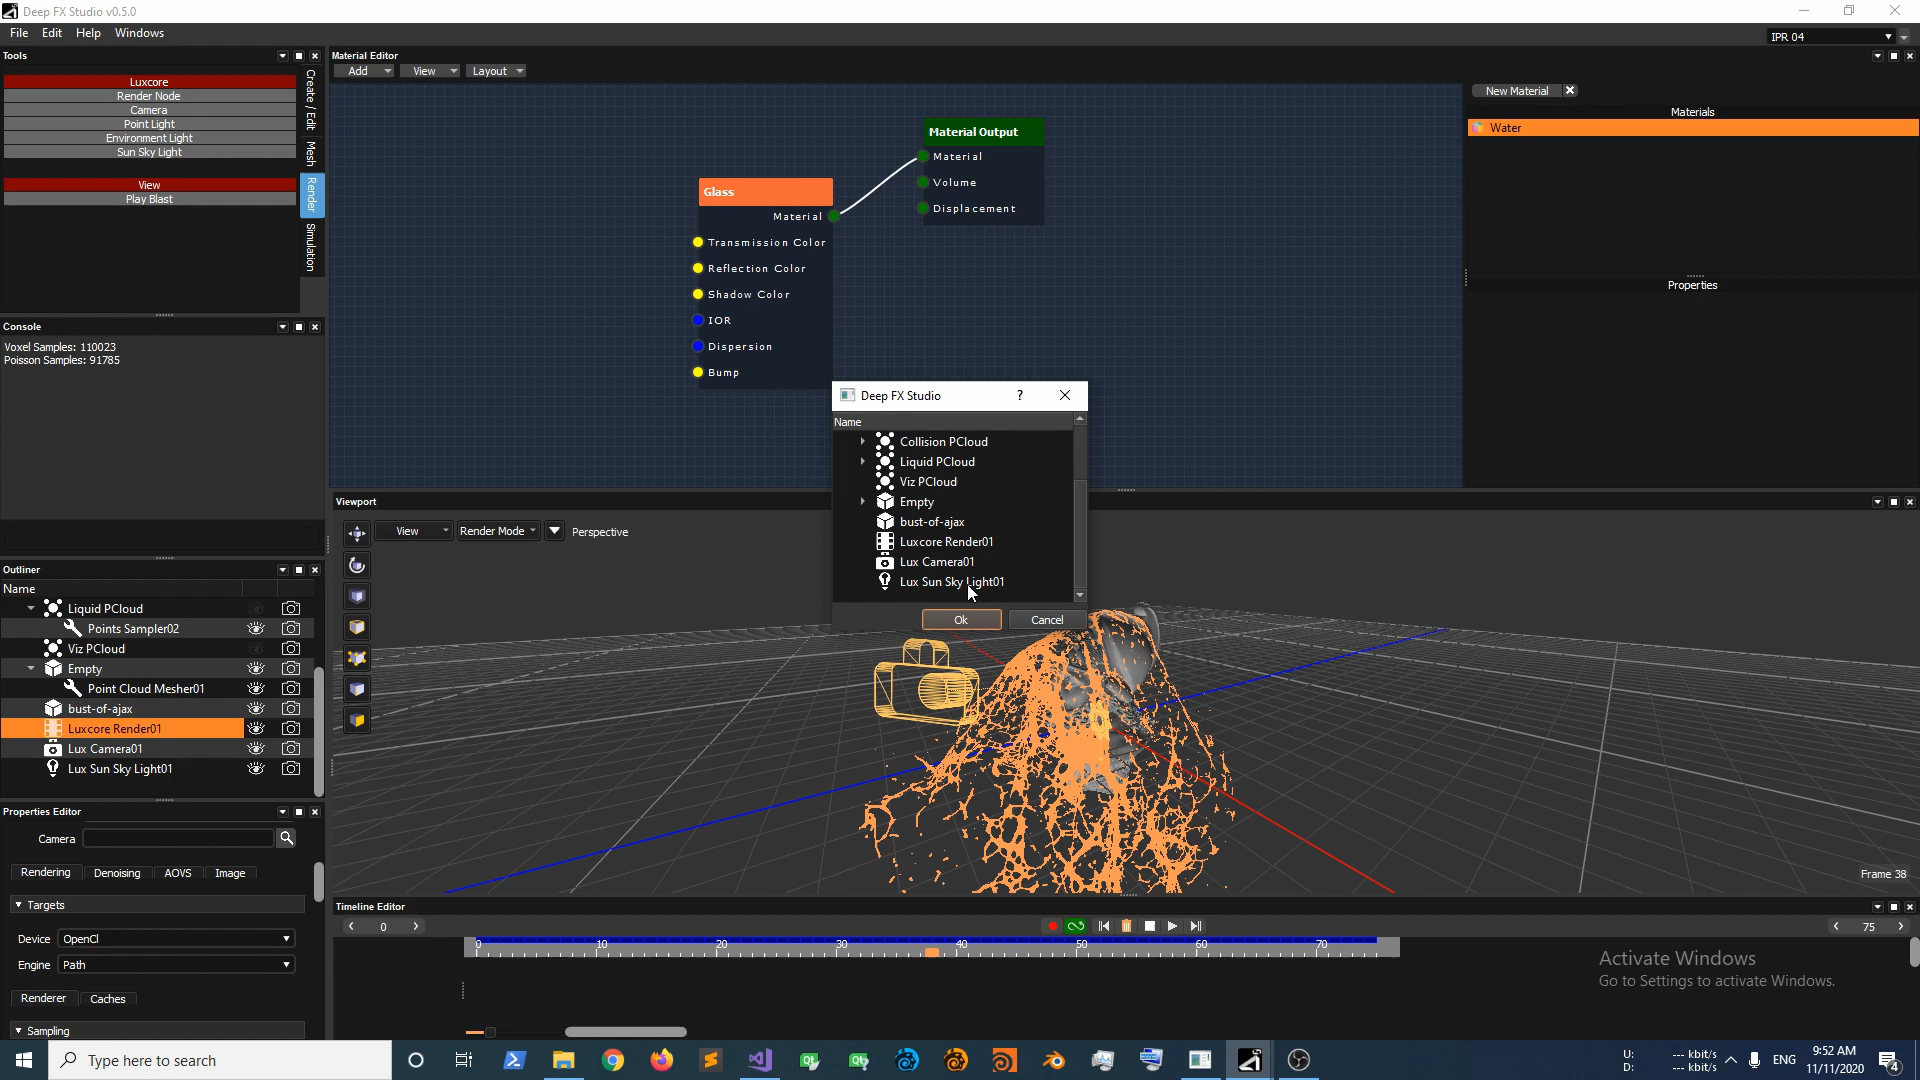 Deep FX Studio v0.5.0
File Edit Help Windows
IPR 04
Tools
Luxcore
Render Node
Camera
Point Light
Environment Light
Sun Sky Light
View
Play Blast
Create / Edit
Mesh
Render
Simulation
Console
Voxel Samples: 110023
Poisson Samples: 91785
Outliner
Name
Liquid PCloud
Points Sampler02
Viz PCloud
Empty
Point Cloud Mesher01
bust-of-ajax
Luxcore Render01
Lux Camera01
Lux Sun Sky Light01
Properties Editor
Camera
Rendering Denoising AOVS Image
Targets
Device OpenCl
Engine Path
Renderer Caches
Sampling
Material Editor
Add View Layout
Material Output
Material
Volume
Displacement
Glass
Material
Transmission Color
Reflection Color
Shadow Color
IOR
Dispersion
Bump
New Material
Materials
Water
Properties
Deep FX Studio ?
Name
Collision PCloud
Liquid PCloud
Viz PCloud
Empty
bust-of-ajax
Luxcore Render01
Lux Camera01
Lux Sun Sky Light01
Ok Cancel
Viewport
View Render Mode Perspective
Frame 38
Timeline Editor
0
75
0 10 20 30 40 50 60 70
Activate Windows
Go to Settings to activate Windows.
Type here to search
U: --- kbit/s
D: --- kbit/s
ENG
9:52 AM
11/11/2020
4